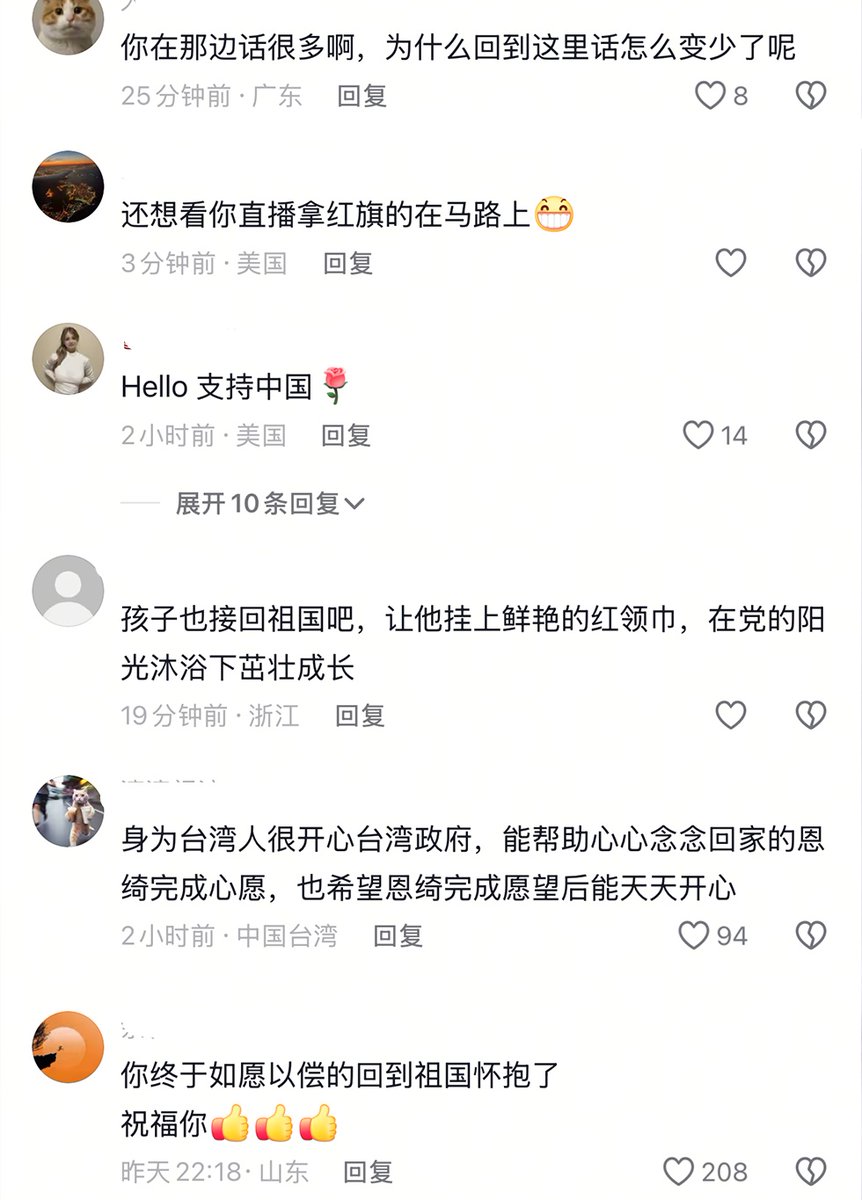 你在那边话很多啊，为什么回到这里话怎么变少了呢
25分钟前·广东 回复 8
还想看你直播拿红旗的在马路上😁
3分钟前·美国 回复
Hello 支持中国🌹
2小时前·美国 回复 14
展开10条回复
孩子也接回祖国吧，让他挂上鲜艳的红领巾，在党的阳
光沐浴下茁壮成长
19分钟前·浙江 回复
身为台湾人很开心台湾政府，能帮助心心念念回家的恩
绮完成心愿，也希望恩绮完成愿望后能天天开心
2小时前·中国台湾 回复 94
你终于如愿以偿的回到祖国怀抱了
祝福你👍👍👍
昨天22:18·山东 回复 208